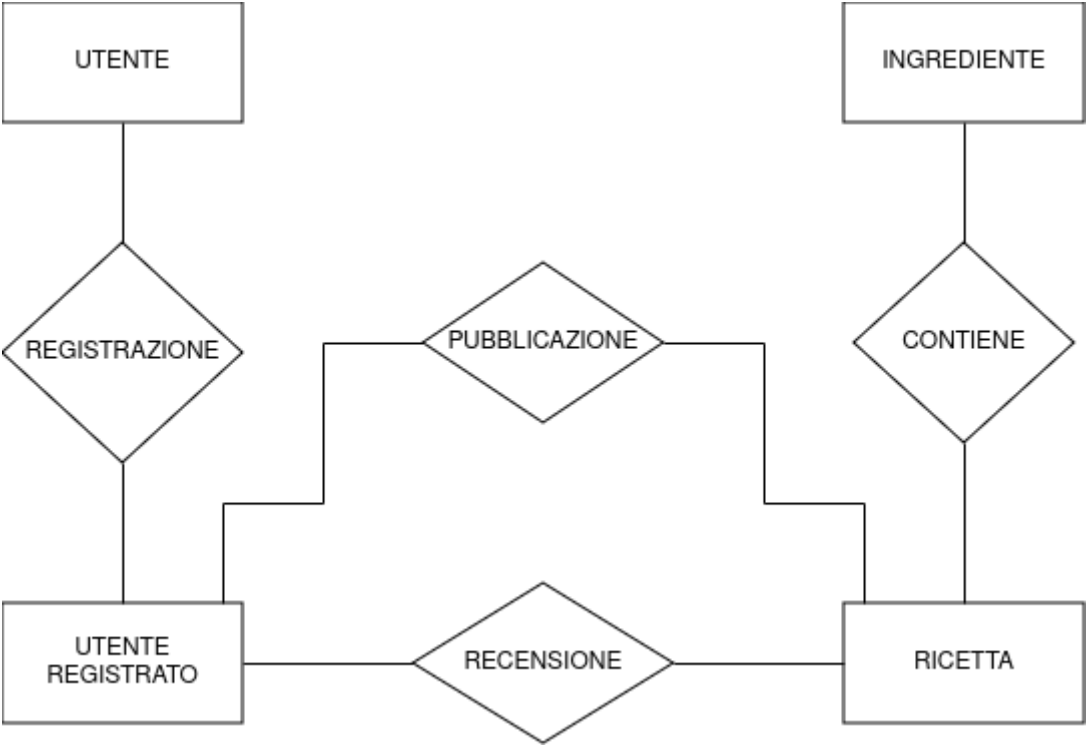 UTENTE
INGREDIENTE
REGISTRAZIONE
PUBBLICAZIONE
CONTIENE
UTENTE
REGISTRATO
RECENSIONE
RICETTA